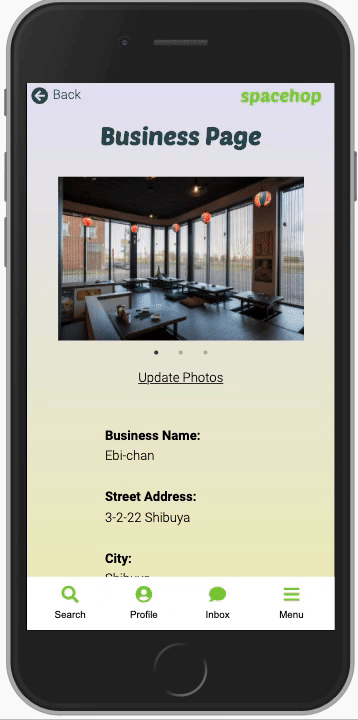 Back
spacehop
Business Page
Update Photos
Business Name:
Ebi-chan
Street Address:
3-2-22 Shibuya
City:
Shibuya
Search
Profile
Inbox
Menu